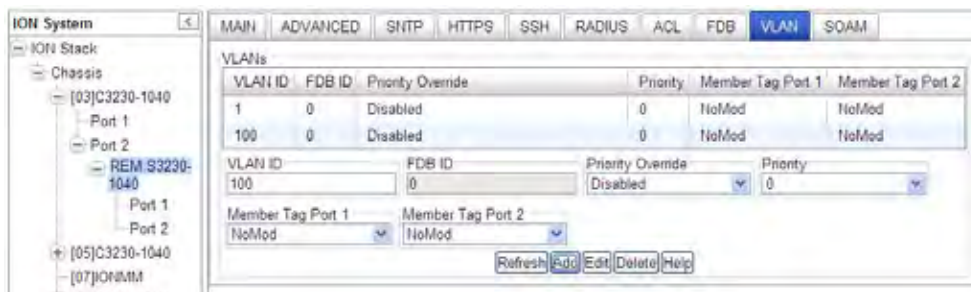 ION System <
ION Stack
Chassis
[03]C3230-1040
Port 1
Port 2
REM S3230-
1040
Port 1
Port 2
[05]C3230-1040
[07]IONMM
MAIN ADVANCED SNTP HTTPS SSH RADIUS ACL FDB VLAN SOAM
VLANs
VLAN ID FDB ID Priority Override Priority Member Tag Port 1 Member Tag Port 2
1 0 Disabled 0 NoMod NoMod
100 0 Disabled 0 NoMod NoMod
VLAN ID FDB ID Priority Override Priority
100 0 Disabled 0
Member Tag Port 1 Member Tag Port 2
NoMod NoMod
Refresh Add Edit Delete Help